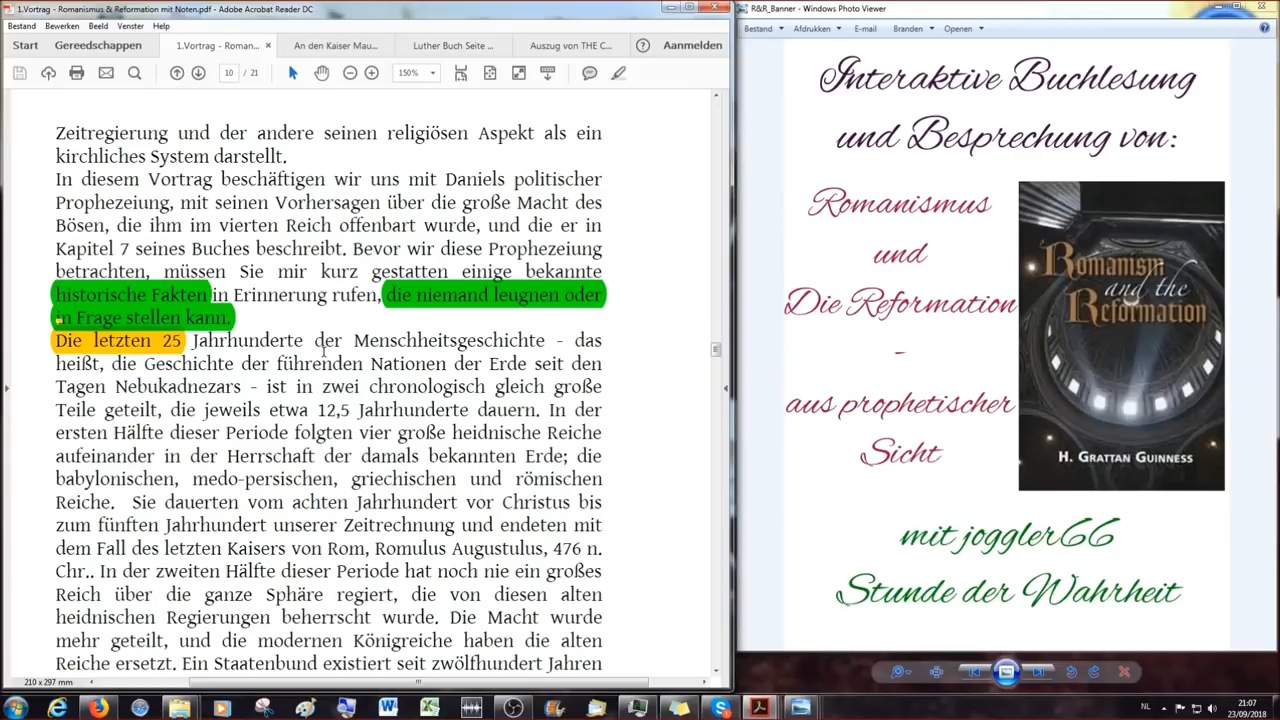 1.Vortrag - Romanismus & Reformation mit Noten.pdf - Adobe Acrobat Reader DC
Bestand Bewerken Beeld Venster Help
Start Gereedschappen 1.Vortrag - Roman... × An den Kaiser Mau... Luther Buch Seite ... Auszug von THE C... Aanmelden
10 / 21 150%
Zeitregierung und der andere seinen religiösen Aspekt als ein
kirchliches System darstellt.
In diesem Vortrag beschäftigen wir uns mit Daniels politischer
Prophezeiung, mit seinen Vorhersagen über die große Macht des
Bösen, die ihm im vierten Reich offenbart wurde, und die er in
Kapitel 7 seines Buches beschreibt. Bevor wir diese Prophezeiung
betrachten, müssen Sie mir kurz gestatten einige bekannte
historische Fakten in Erinnerung rufen, die niemand leugnen oder
in Frage stellen kann.
Die letzten 25 Jahrhunderte der Menschheitsgeschichte - das
heißt, die Geschichte der führenden Nationen der Erde seit den
Tagen Nebukadnezars - ist in zwei chronologisch gleich große
Teile geteilt, die jeweils etwa 12,5 Jahrhunderte dauern. In der
ersten Hälfte dieser Periode folgten vier große heidnische Reiche
aufeinander in der Herrschaft der damals bekannten Erde; die
babylonischen, medo-persischen, griechischen und römischen
Reiche. Sie dauerten vom achten Jahrhundert vor Christus bis
zum fünften Jahrhundert unserer Zeitrechnung und endeten mit
dem Fall des letzten Kaisers von Rom, Romulus Augustulus, 476 n.
Chr.. In der zweiten Hälfte dieser Periode hat noch nie ein großes
Reich über die ganze Sphäre regiert, die von diesen alten
heidnischen Regierungen beherrscht wurde. Die Macht wurde
mehr geteilt, und die modernen Königreiche haben die alten
Reiche ersetzt. Ein Staatenbund existiert seit zwölfhundert Jahren
210 x 297 mm
R&R_Banner - Windows Photo Viewer
Bestand Afdrukken E-mail Branden Openen
Interaktive Buchlesung
und Besprechung von:
Romanismus
und
Die Reformation
-
aus prophetischer
Sicht
Romanism
and the
Reformation
H. GRATTAN GUINNESS
mit joggler66
Stunde der Wahrheit
NL 21:07
23/09/2018